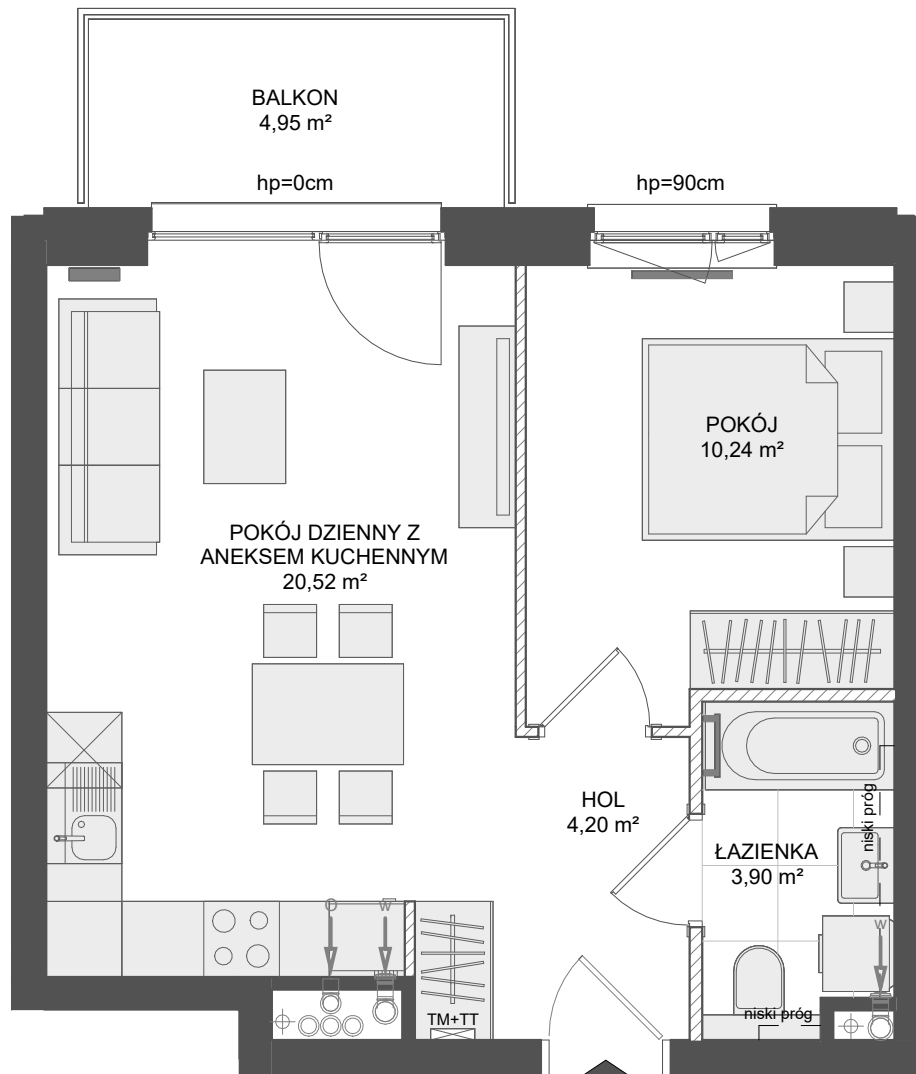 BALKON
4,95 m²
hp=0cm
hp=90cm
POKÓJ
10,24 m²
POKÓJ DZIENNY Z
ANEKSEM KUCHENNYM
20,52 m²
HOL
4,20 m²
niski próg
ŁAZIENKA
3,90 m²
O
W
W
TM+TT
niski próg